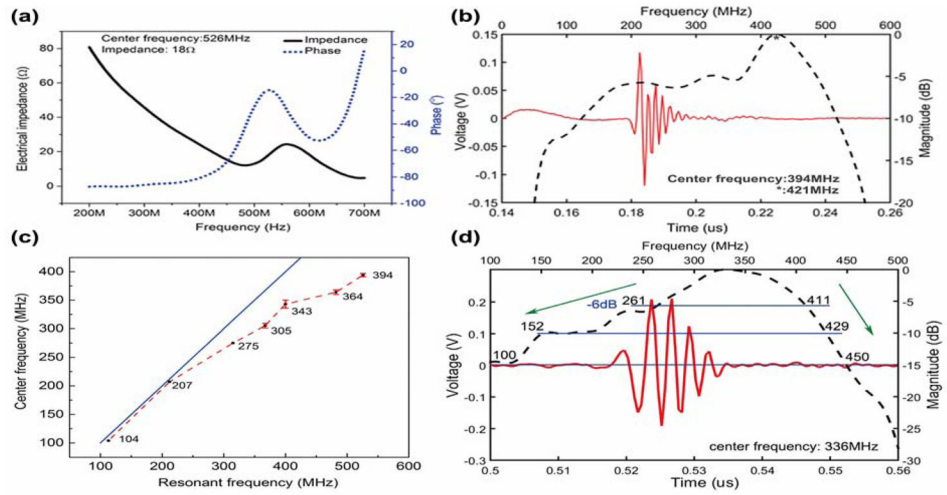 (a)
Center frequency:526MHz
Impedance: 18Ω
Impedance
Phase
80
60
40
20
0
Electrical impedance (Ω)
20
0
-20
-40
-60
-80
-100
Phase (°)
200M 300M 400M 500M 600M 700M
Frequency (Hz)
(b)
Frequency (MHz)
0 100 200 300 400 500 600
0.15
0.10
0.05
0
-0.05
-0.1
-0.15
Voltage (V)
0
-5
-10
-15
-20
Magnitude (dB)
Center frequency:394MHz
*
*:421MHz
0.14 0.16 0.18 0.2 0.22 0.24 0.26
Time (us)
(c)
400
350
300
250
200
150
100
Center frequency (MHz)
394
364
343
305
275
207
104
100 200 300 400 500 600
Resonant frequency (MHz)
(d)
Frequency (MHz)
100 150 200 250 300 350 400 450 500
0.2
0.1
0
-0.1
-0.2
-0.3
Voltage (V)
0
-5
-10
-15
-20
-25
-30
Magnitude (dB)
-6dB 261 411
152 429
100 450
center frequency: 336MHz
0.5 0.51 0.52 0.53 0.54 0.55 0.56
Time (us)